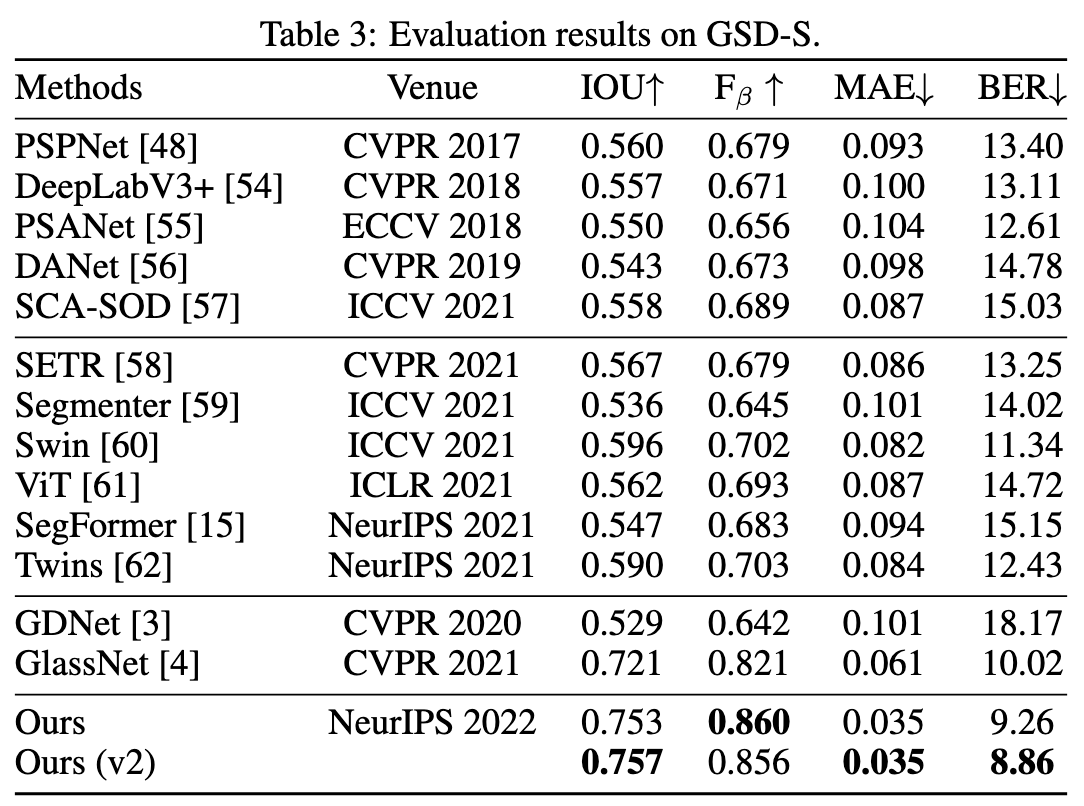 Table 3: Evaluation results on GSD-S.
Methods Venue IOU↑ Fβ ↑ MAE↓ BER↓
PSPNet [48] CVPR 2017 0.560 0.679 0.093 13.40
DeepLabV3+ [54] CVPR 2018 0.557 0.671 0.100 13.11
PSANet [55] ECCV 2018 0.550 0.656 0.104 12.61
DANet [56] CVPR 2019 0.543 0.673 0.098 14.78
SCA-SOD [57] ICCV 2021 0.558 0.689 0.087 15.03
SETR [58] CVPR 2021 0.567 0.679 0.086 13.25
Segmenter [59] ICCV 2021 0.536 0.645 0.101 14.02
Swin [60] ICCV 2021 0.596 0.702 0.082 11.34
ViT [61] ICLR 2021 0.562 0.693 0.087 14.72
SegFormer [15] NeurIPS 2021 0.547 0.683 0.094 15.15
Twins [62] NeurIPS 2021 0.590 0.703 0.084 12.43
GDNet [3] CVPR 2020 0.529 0.642 0.101 18.17
GlassNet [4] CVPR 2021 0.721 0.821 0.061 10.02
Ours NeurIPS 2022 0.753 0.860 0.035 9.26
Ours (v2) 0.757 0.856 0.035 8.86